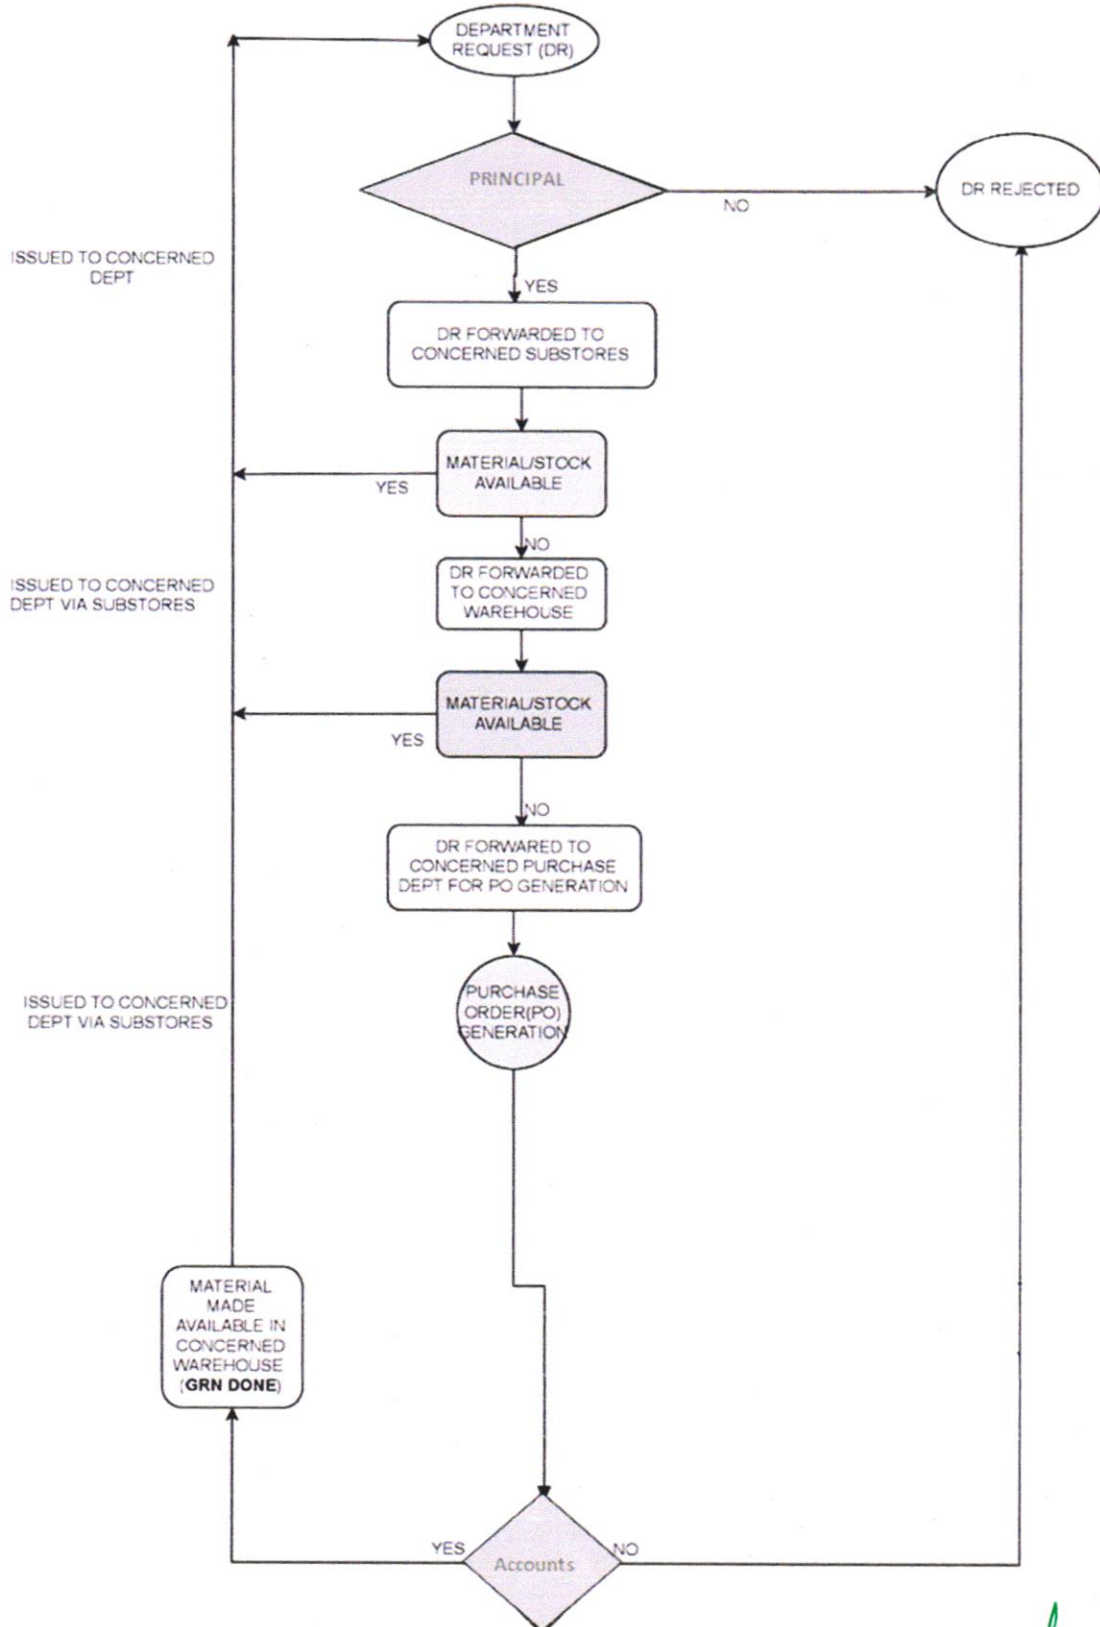 DEPARTMENT
REQUEST (DR)
PRINCIPAL
NO
DR REJECTED
YES
ISSUED TO CONCERNED
DEPT
DR FORWARDED TO
CONCERNED SUBSTORES
MATERIAL/STOCK
AVAILABLE
YES
NO
ISSUED TO CONCERNED
DEPT VIA SUBSTORES
DR FORWARDED
TO CONCERNED
WAREHOUSE
MATERIAL/STOCK
AVAILABLE
YES
NO
DR FORWARED TO
CONCERNED PURCHASE
DEPT FOR PO GENERATION
ISSUED TO CONCERNED
DEPT VIA SUBSTORES
PURCHASE
ORDER(PO)
GENERATION
MATERIAL
MADE
AVAILABLE IN
CONCERNED
WAREHOUSE
(GRN DONE)
YES
Accounts
NO